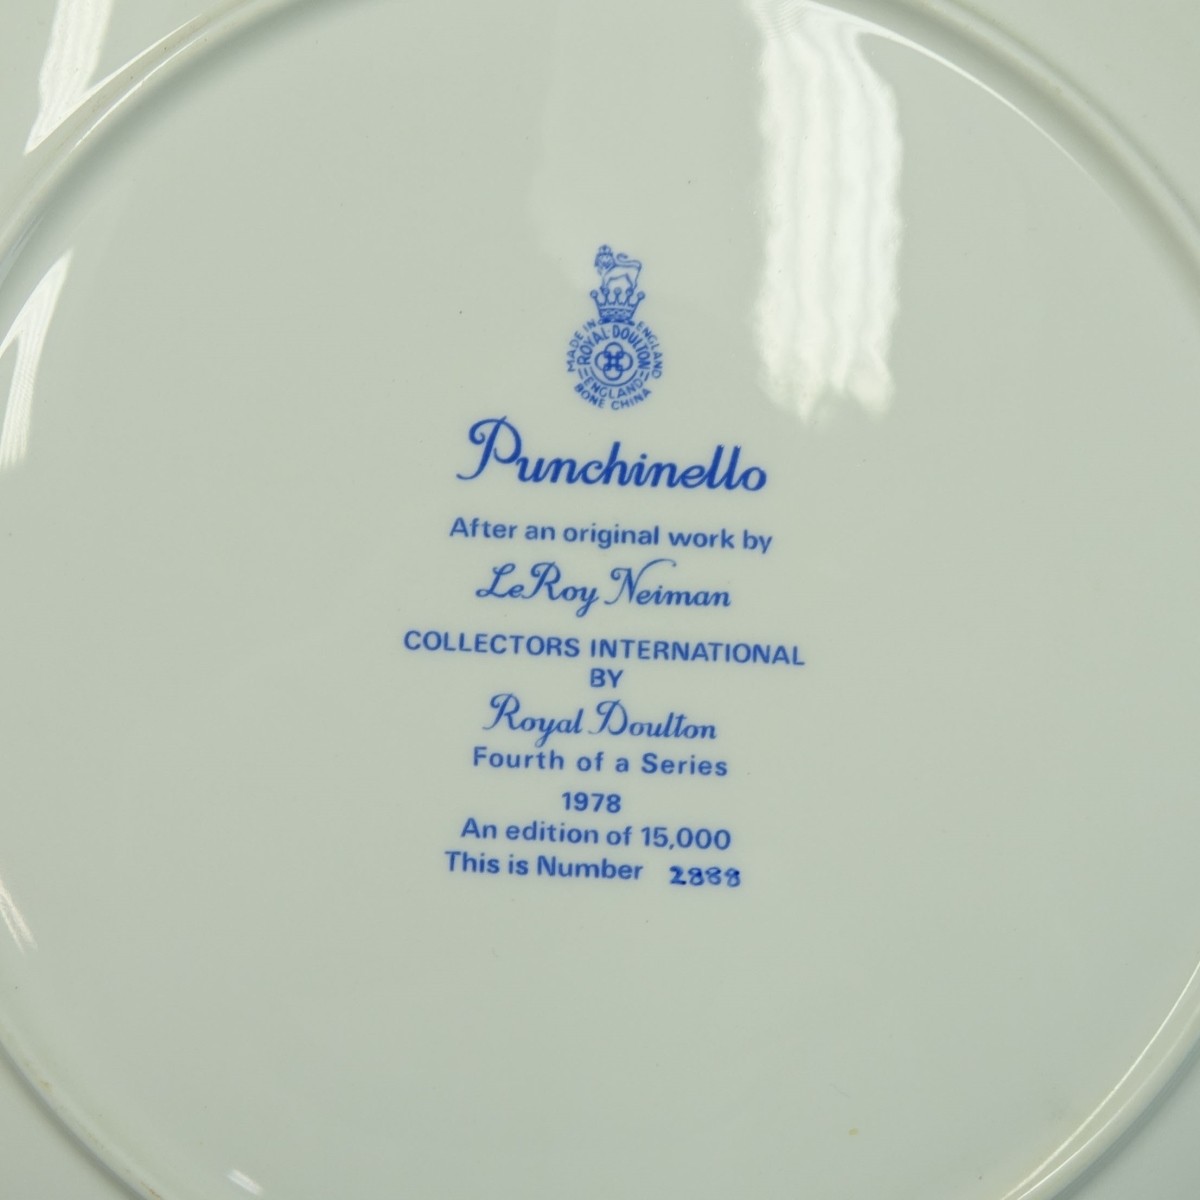 MADE IN ENGLAND
ROYAL DOULTON
ENGLAND
BONE CHINA
Punchinello
After an original work by
LeRoy Neiman
COLLECTORS INTERNATIONAL
BY
Royal Doulton
Fourth of a Series
1978
An edition of 15,000
This is Number 2888